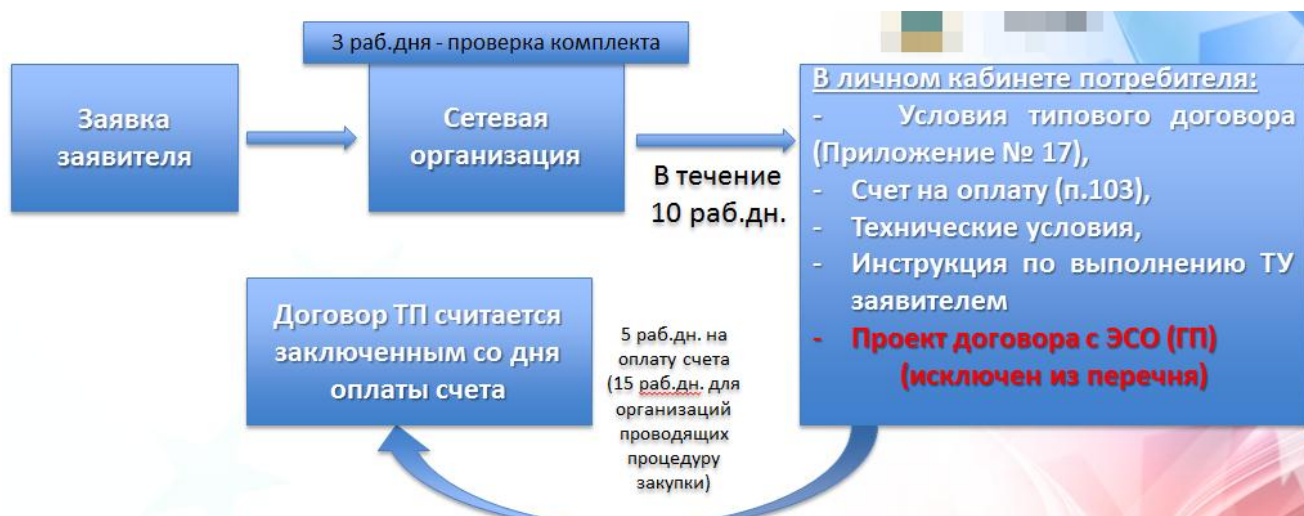 3 раб.дня - проверка комплекта
Заявка
заявителя
Сетевая
организация
В течение
10 раб.дн.
В личном кабинете потребителя:
- Условия типового договора
(Приложение № 17),
- Счет на оплату (п.103),
- Технические условия,
- Инструкция по выполнению ТУ
заявителем
- Проект договора с ЭСО (ГП)
(исключен из перечня)
5 раб.дн. на
оплату счета
(15 раб.дн. для
организаций
проводящих
процедуру
закупки)
Договор ТП считается
заключенным со дня
оплаты счета